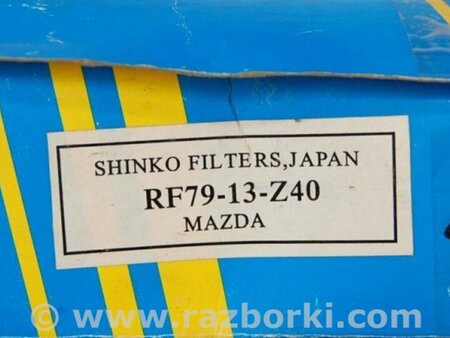 SHINKO FILTERS,JAPAN
RF79-13-Z40
MAZDA
© www.razborki.com